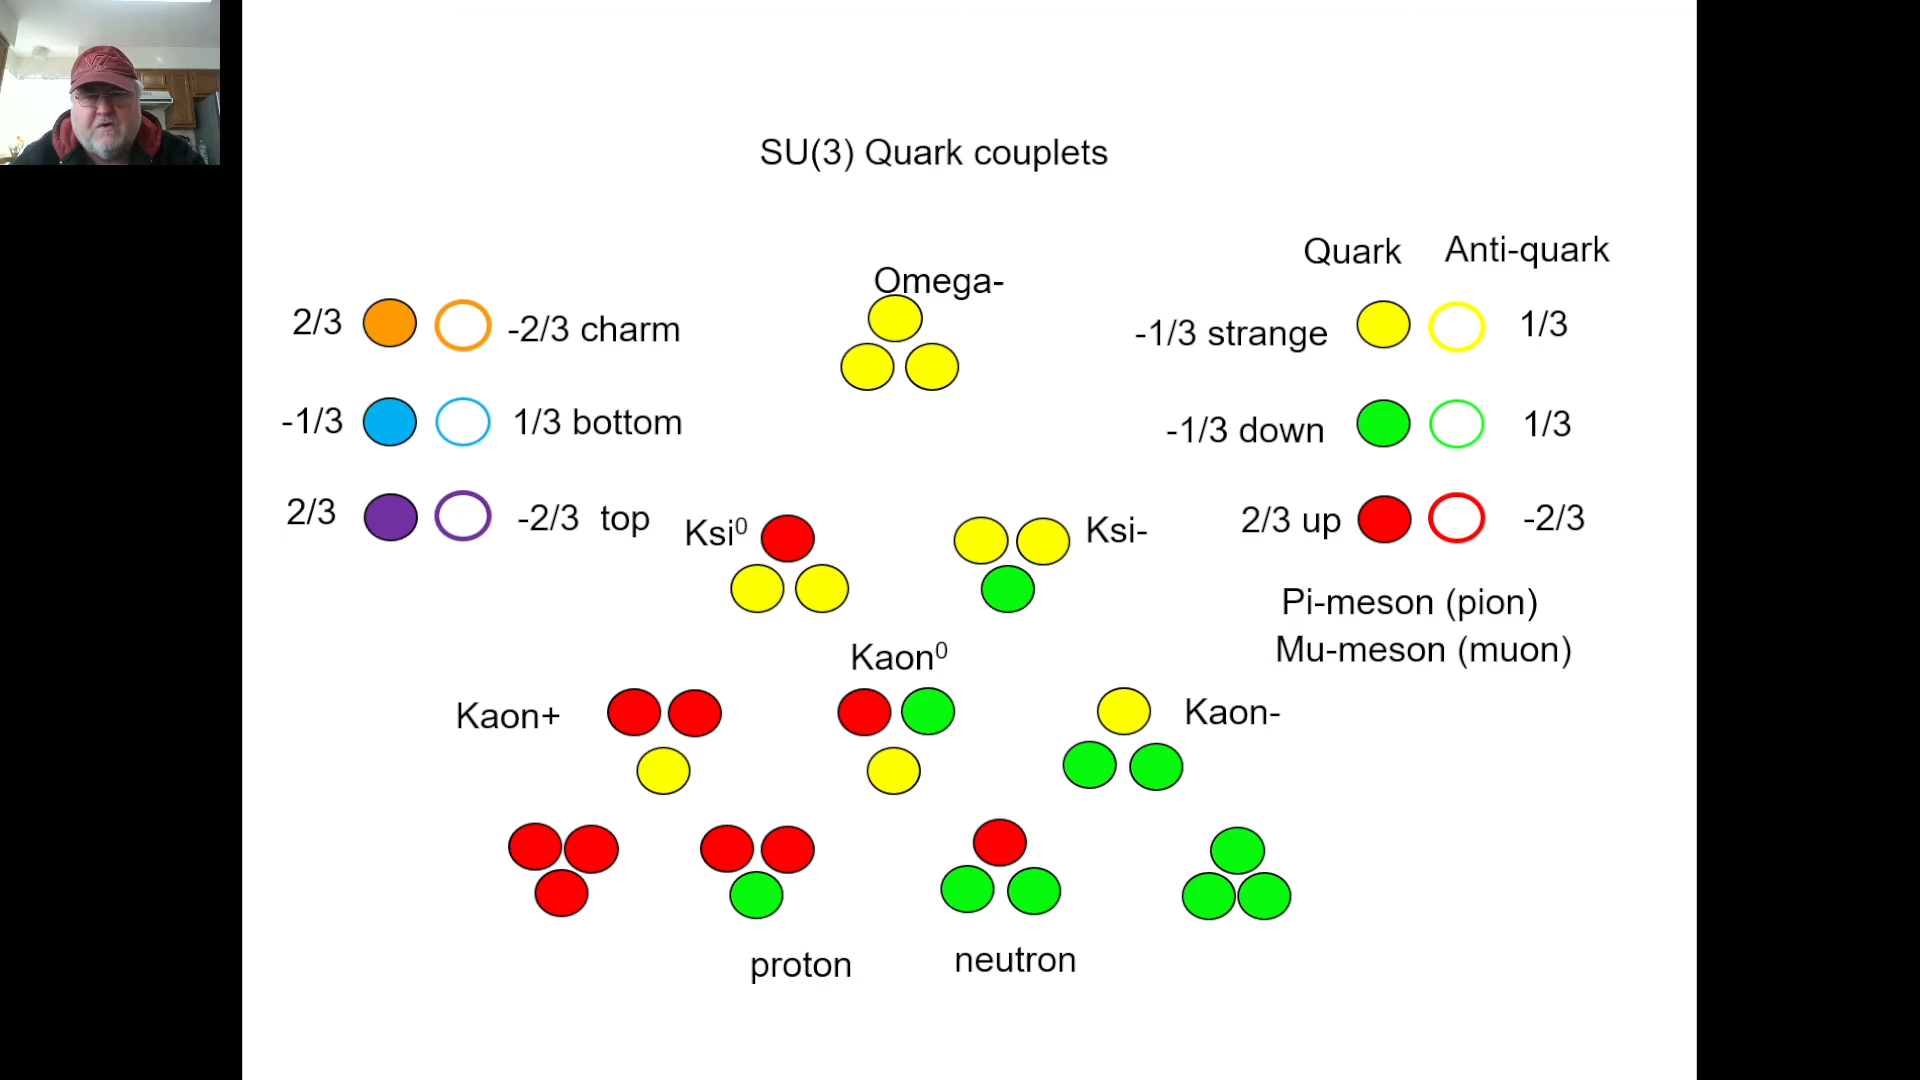 SU(3) Quark couplets
Quark Anti-quark
Omega-
2/3 -2/3 charm
-1/3 strange 1/3
-1/3 1/3 bottom
-1/3 down 1/3
2/3 -2/3 top
2/3 up -2/3
Ksi⁰
Ksi-
Pi-meson (pion)
Mu-meson (muon)
Kaon⁰
Kaon+
Kaon-
proton
neutron